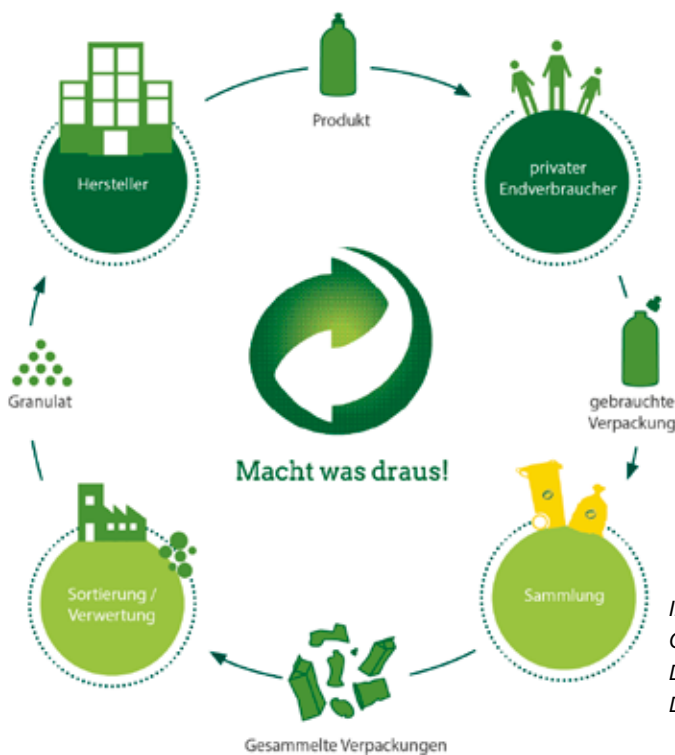 Produkt
Hersteller
privater
Endverbraucher
Granulat
gebrauchte
Verpackung
Macht was draus!
Sortierung /
Verwertung
Sammlung
Gesammelte Verpackungen